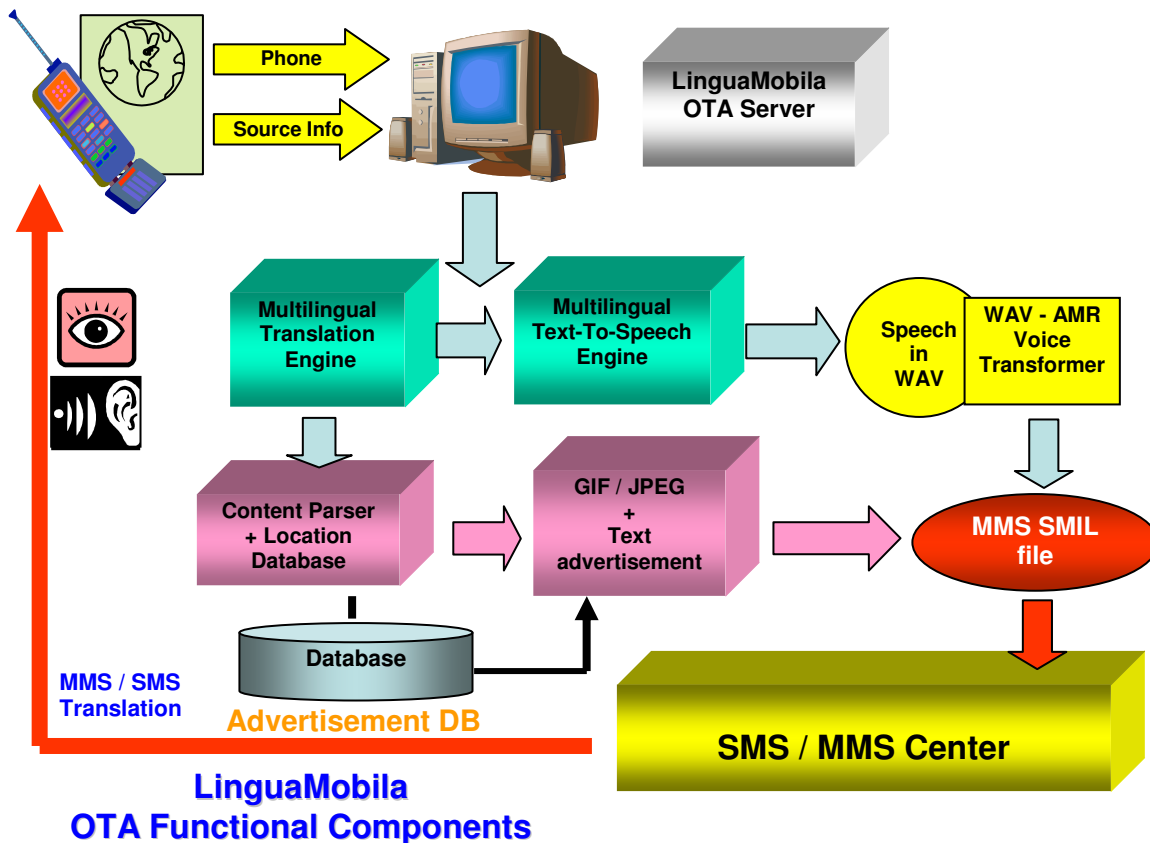 Phone
Source Info
LinguaMobila
OTA Server
Multilingual
Translation
Engine
Multilingual
Text-To-Speech
Engine
Speech
in
WAV
WAV - AMR
Voice
Transformer
Content Parser
+ Location
Database
GIF / JPEG
+
Text
advertisement
MMS SMIL
file
Database
Advertisement DB
MMS / SMS
Translation
SMS / MMS Center
LinguaMobila
OTA Functional Components